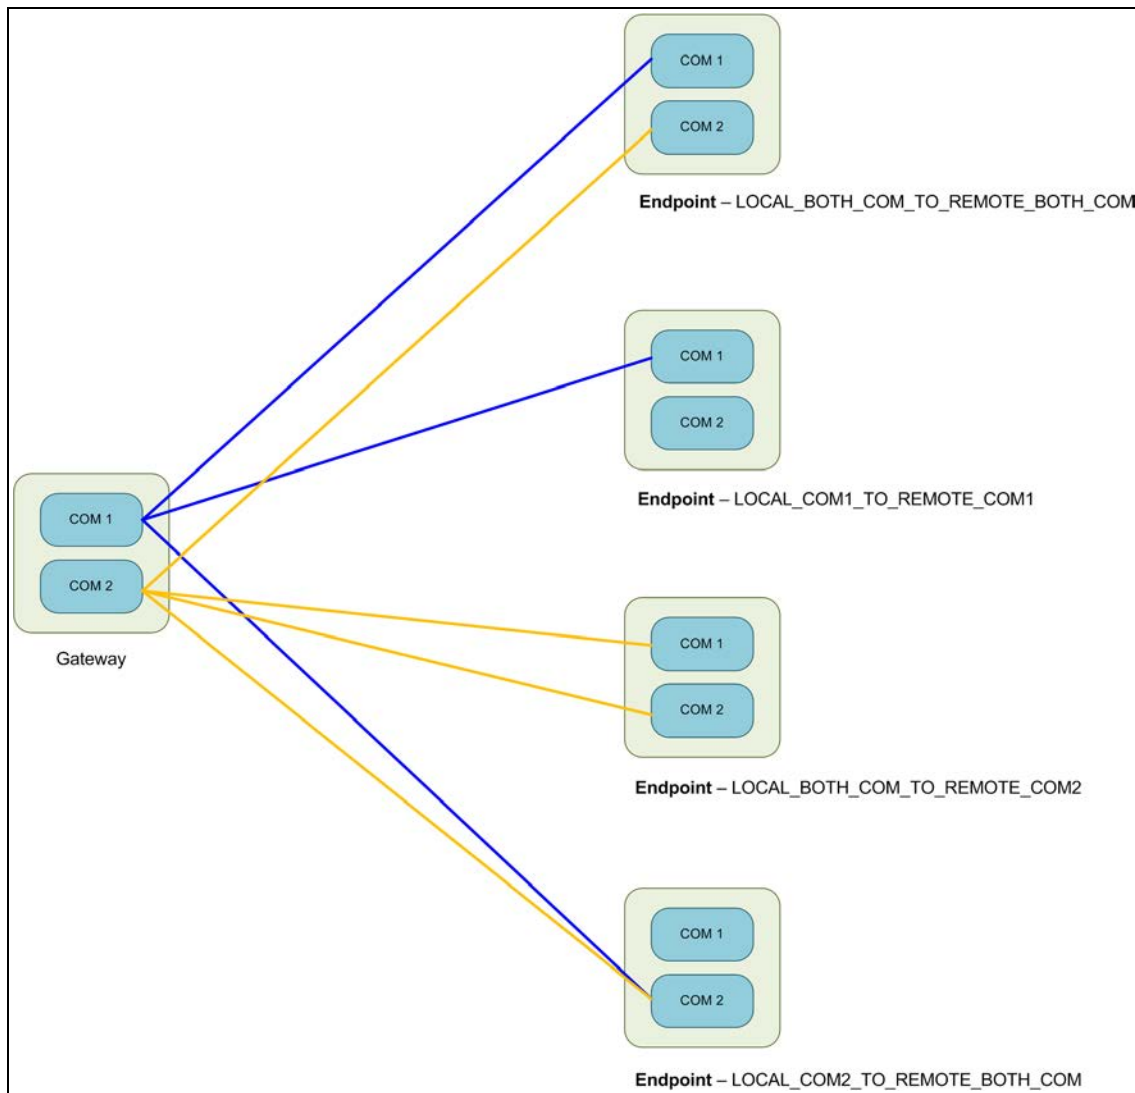 COM 1
COM 2
Endpoint – LOCAL_BOTH_COM_TO_REMOTE_BOTH_COM
COM 1
COM 2
Endpoint – LOCAL_COM1_TO_REMOTE_COM1
COM 1
COM 2
Gateway
COM 1
COM 2
Endpoint – LOCAL_BOTH_COM_TO_REMOTE_COM2
COM 1
COM 2
Endpoint – LOCAL_COM2_TO_REMOTE_BOTH_COM